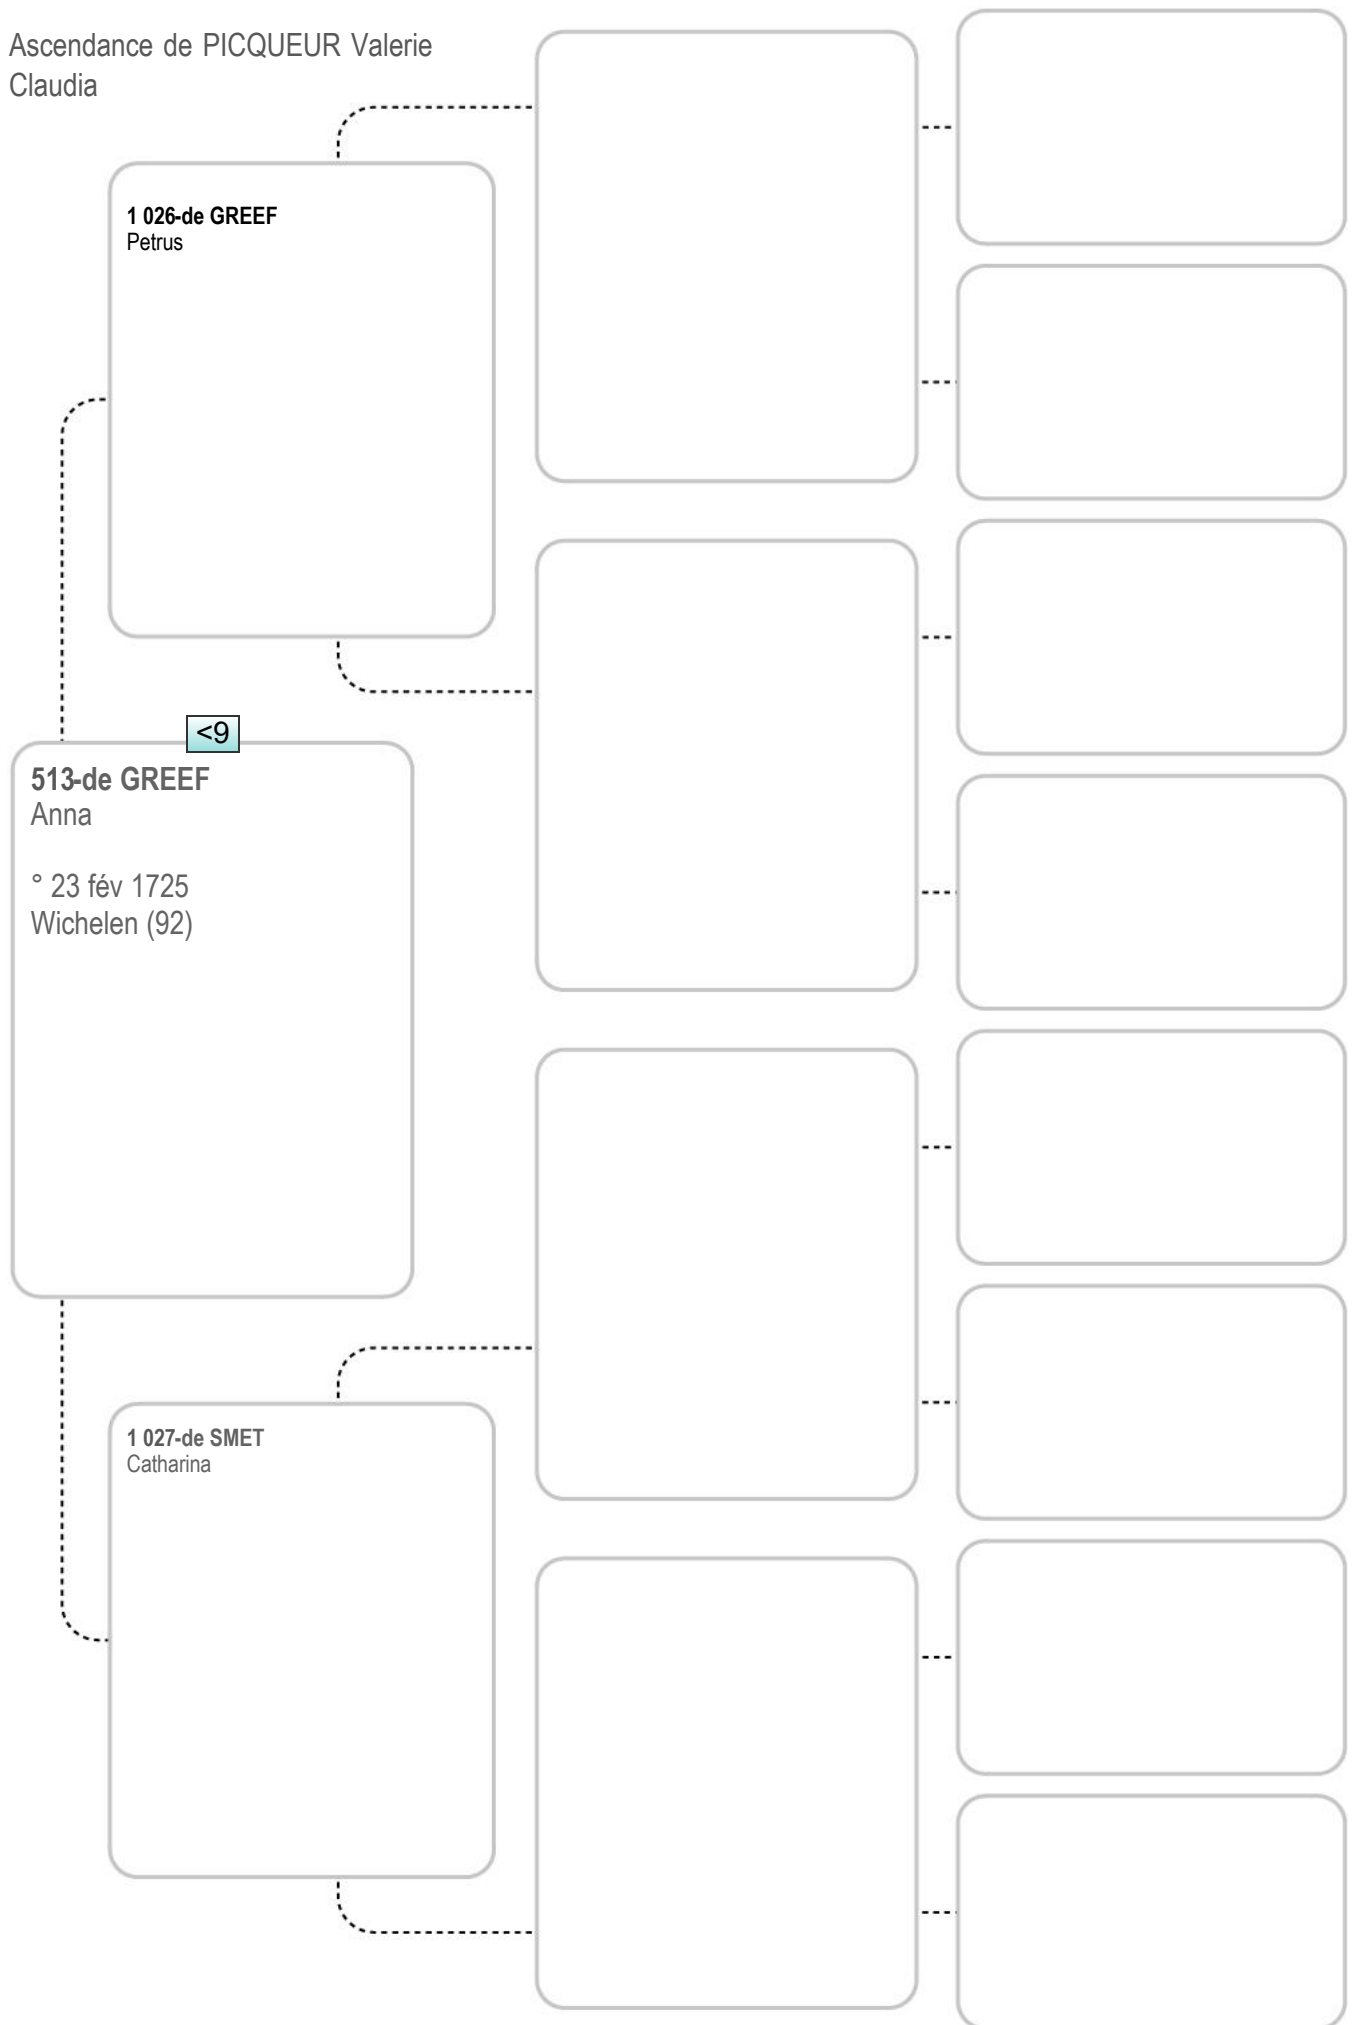 Ascendance de PICQUEUR Valerie
Claudia
1 026-de GREEF
Petrus
<9
513-de GREEF
Anna
° 23 fév 1725
Wichelen (92)
1 027-de SMET
Catharina